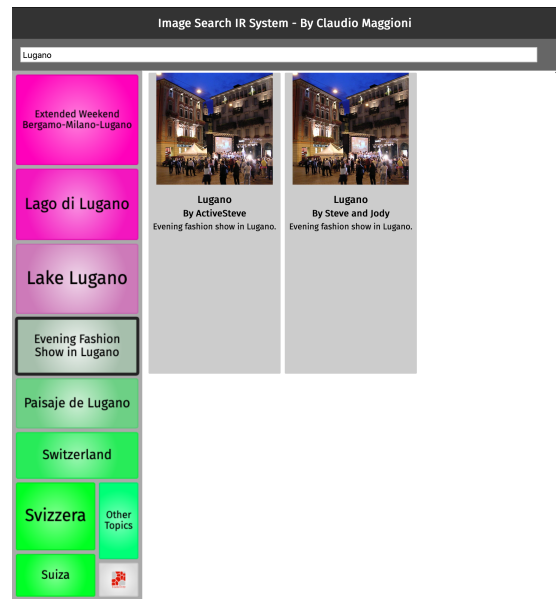 Image Search IR System - By Claudio Maggioni
Lugano
Extended Weekend
Bergamo-Milano-Lugano
Lago di Lugano
Lake Lugano
Evening Fashion
Show in Lugano
Paisaje de Lugano
Switzerland
Svizzera
Other
Topics
Suiza
Lugano
By ActiveSteve
Evening fashion show in Lugano.
Lugano
By Steve and Jody
Evening fashion show in Lugano.